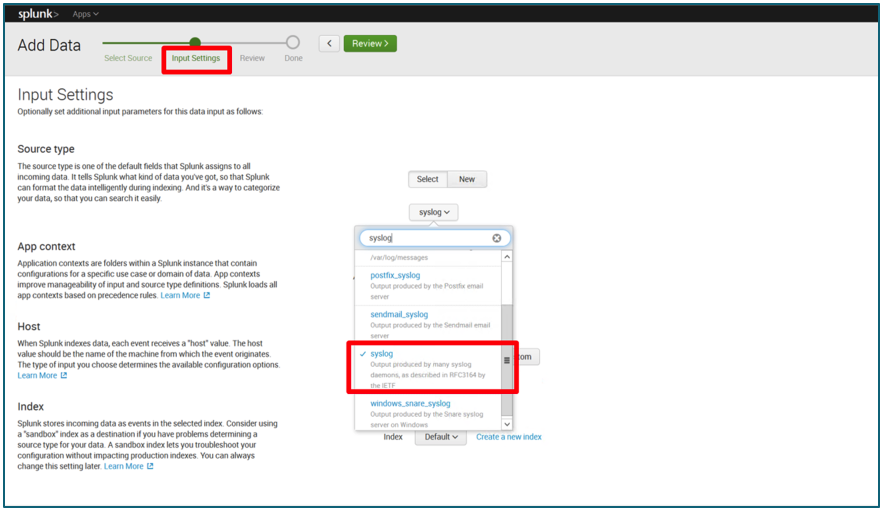 splunk> Apps
Add Data
Select Source Input Settings Review Done
< Review >
Input Settings
Optionally set additional input parameters for this data input as follows:
Source type
The source type is one of the default fields that Splunk assigns to all
incoming data. It tells Splunk what kind of data you've got, so that Splunk
can format the data intelligently during indexing. And it's a way to categorize
your data, so that you can search it easily.
Select New
syslog
syslog
/var/log/messages
postfix_syslog
Output produced by the Postfix email
server
sendmail_syslog
Output produced by the Sendmail email
server
syslog
Output produced by many syslog
daemons, as described in RFC3164 by
the IETF
windows_snare_syslog
Output produced by the Snare syslog
server on Windows
App context
Application contexts are folders within a Splunk instance that contain
configurations for a specific use case or domain of data. App contexts
improve manageability of input and source type definitions. Splunk loads all
app contexts based on precedence rules. Learn More
Host
When Splunk indexes data, each event receives a "host" value. The host
value should be the name of the machine from which the event originates.
The type of input you choose determines the available configuration options.
Learn More
Index
Splunk stores incoming data as events in the selected index. Consider using
a "sandbox" index as a destination if you have problems determining a
source type for your data. A sandbox index lets you troubleshoot your
configuration without impacting production indexes. You can always
change this setting later. Learn More
Index Default Create a new index